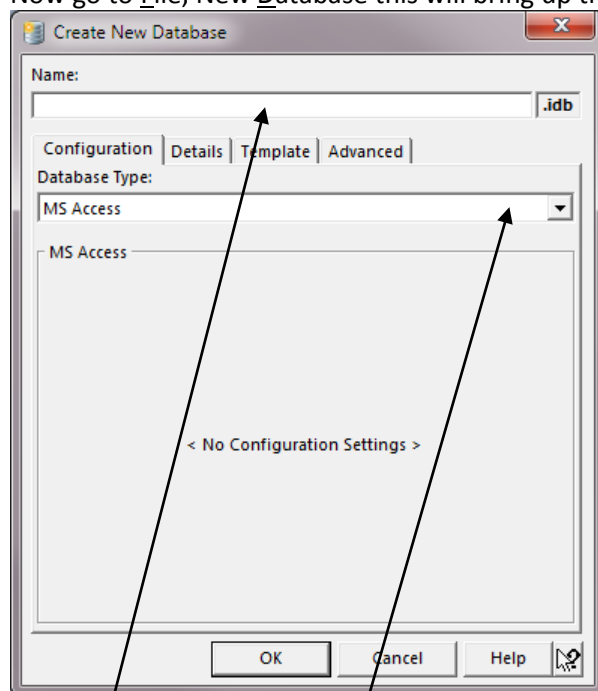 Now go to File, New Database this will bring up t
Create New Database
Name:
.idb
Configuration Details Template Advanced
Database Type:
MS Access
MS Access
< No Configuration Settings >
OK Cancel Help